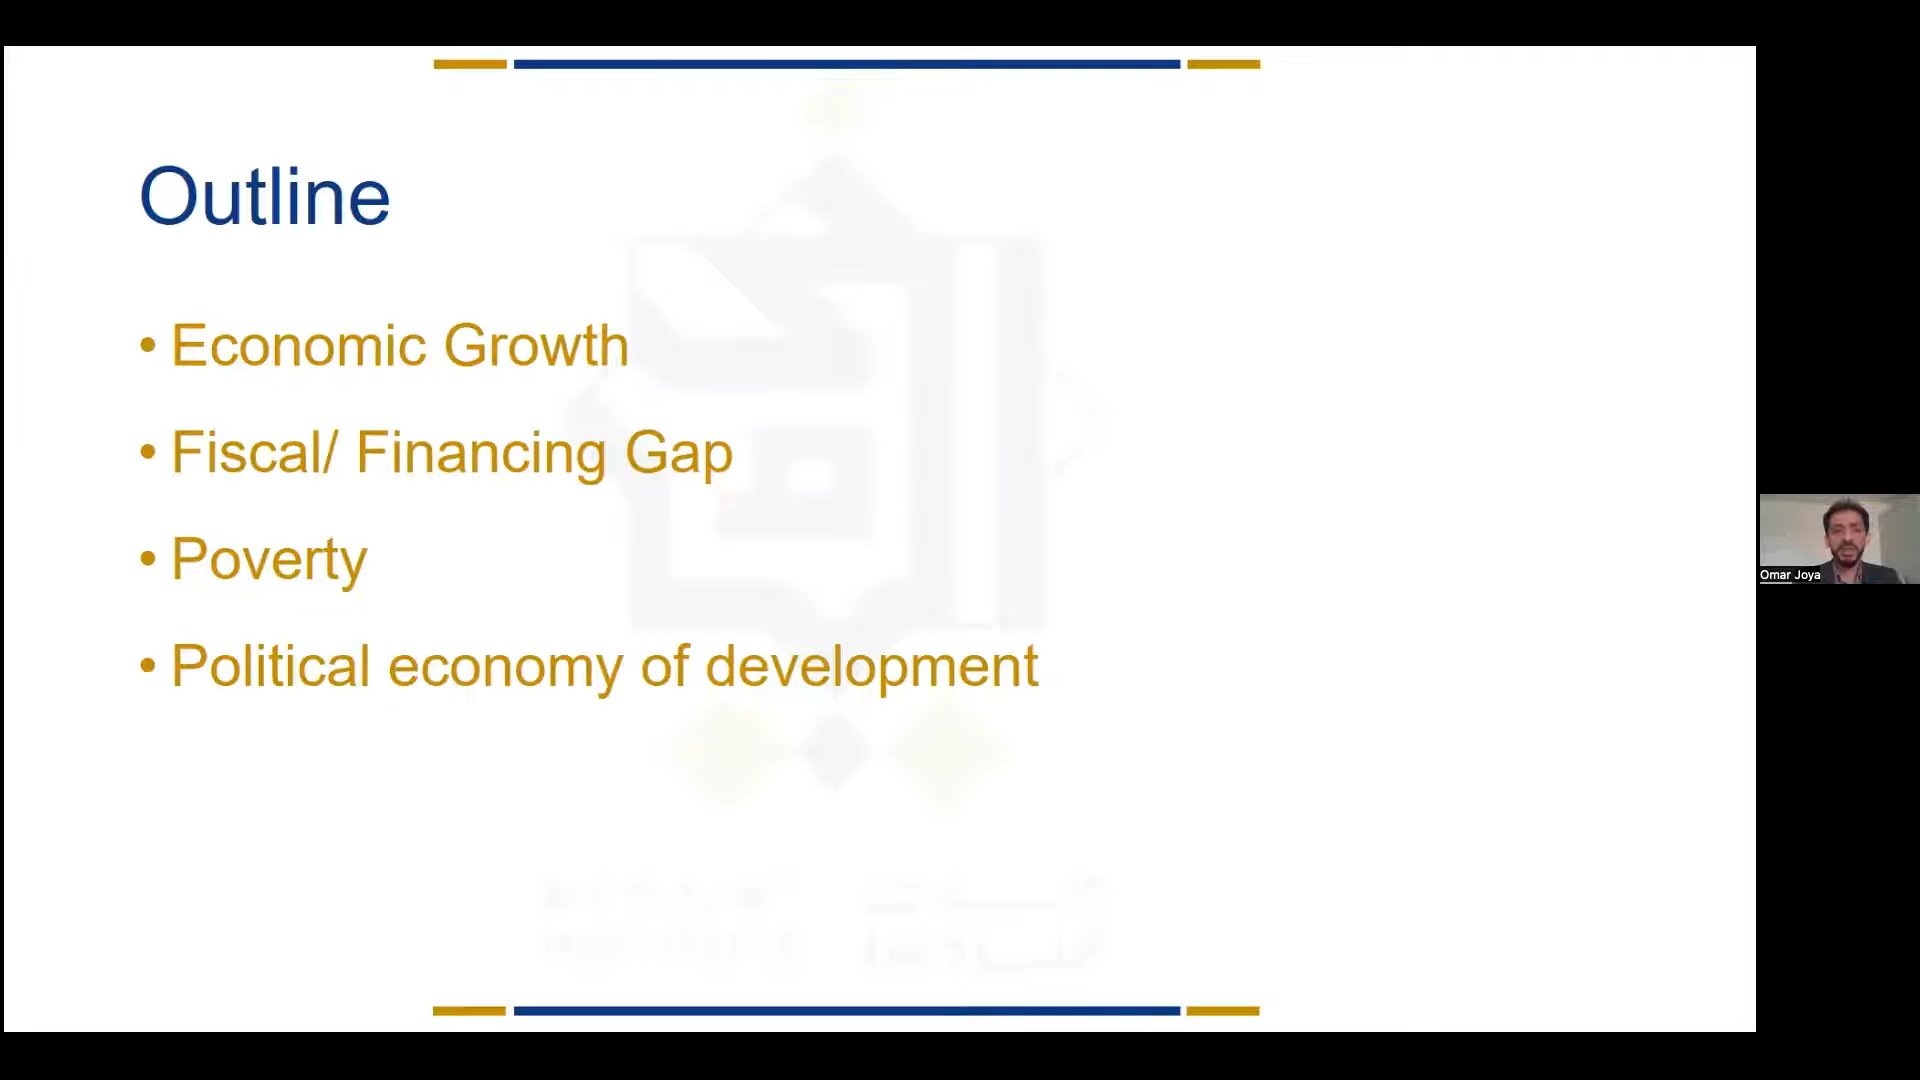 Outline
• Economic Growth
• Fiscal/ Financing Gap
• Poverty
• Political economy of development
Omar Joya